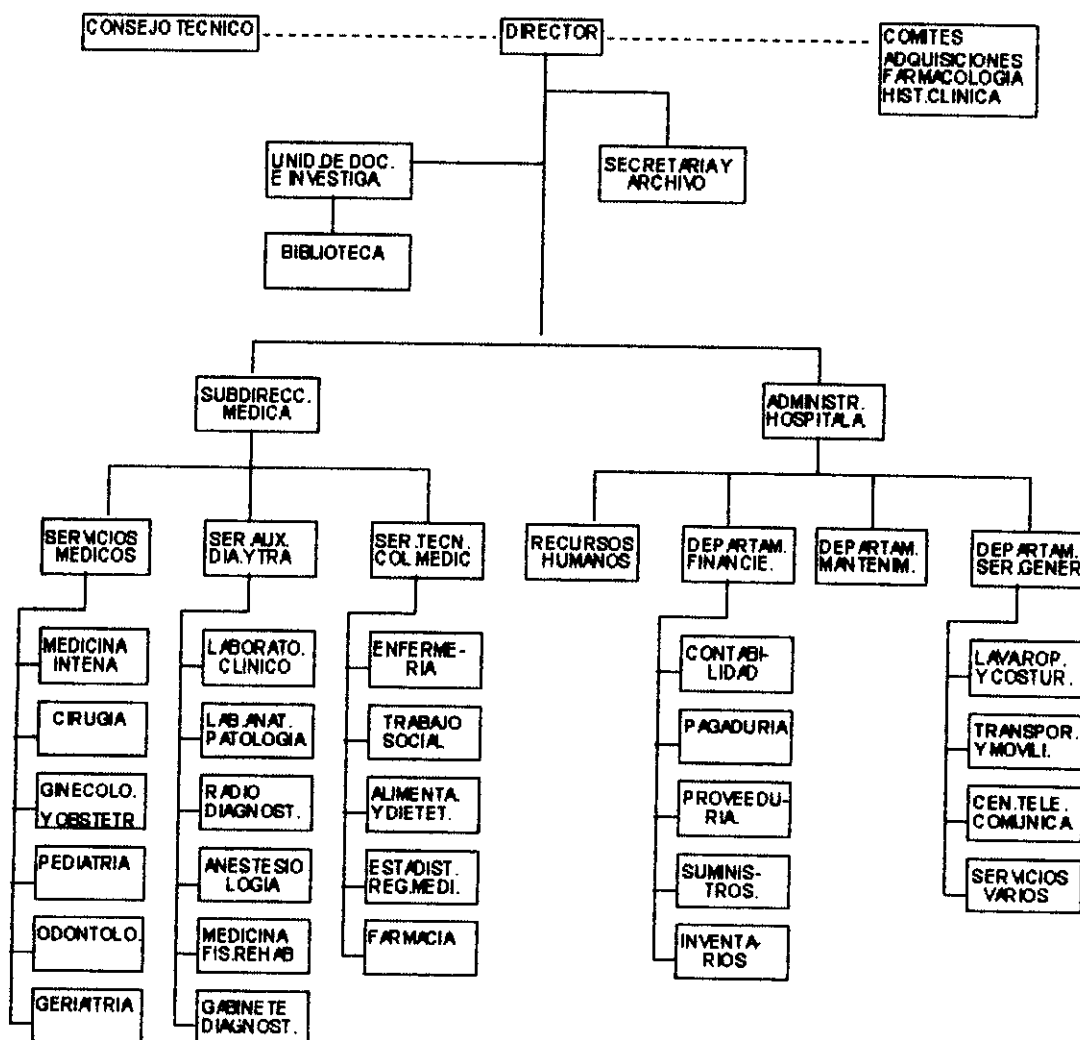 CONSEJO TECNICO
DIRECTOR
COMITES
ADQUISICIONES
FARMACOLOGIA
HIST.CLINICA
UNID.DE DOC.
E INVESTIGA
SECRETARIA Y
ARCHIVO
BIBLIOTECA
SUBDIRECC.
MEDICA
ADMINISTR.
HOSPITALA.
SERVICIOS
MEDICOS
SER.AUX.
DIA.Y TRA
SER.TECN.
COL.MEDIC
RECURSOS
HUMANOS
DEPARTAM.
FINANCIE.
DEPARTAM.
MANTENIM.
DEPARTAM.
SER.GENER
MEDICINA
INTENA
CIRUGIA
GINECOLO.
Y OBSTETR
PEDIATRIA
ODONTOLO.
GERIATRIA
LABORATO.
CLINICO
LAB.ANAT.
PATOLOGIA
RADIO
DIAGNOST.
ANESTESIO
LOGIA
MEDICINA
FIS.REHAB
GABINETE
DIAGNOST.
ENFERME-
RIA
TRABAJO
SOCIAL
ALIMENTA.
Y DIETET.
ESTADIST.
REG.MEDI.
FARMACIA
CONTABI-
LIDAD
PAGADURIA
PROVEEDU-
RIA.
SUMINIS-
TROS.
INVENTA-
RIOS
LAVAROP.
Y COSTUR.
TRANSPOR.
Y MOVILI.
CEN.TELE.
COMUNICA
SERVICIOS
VARIOS